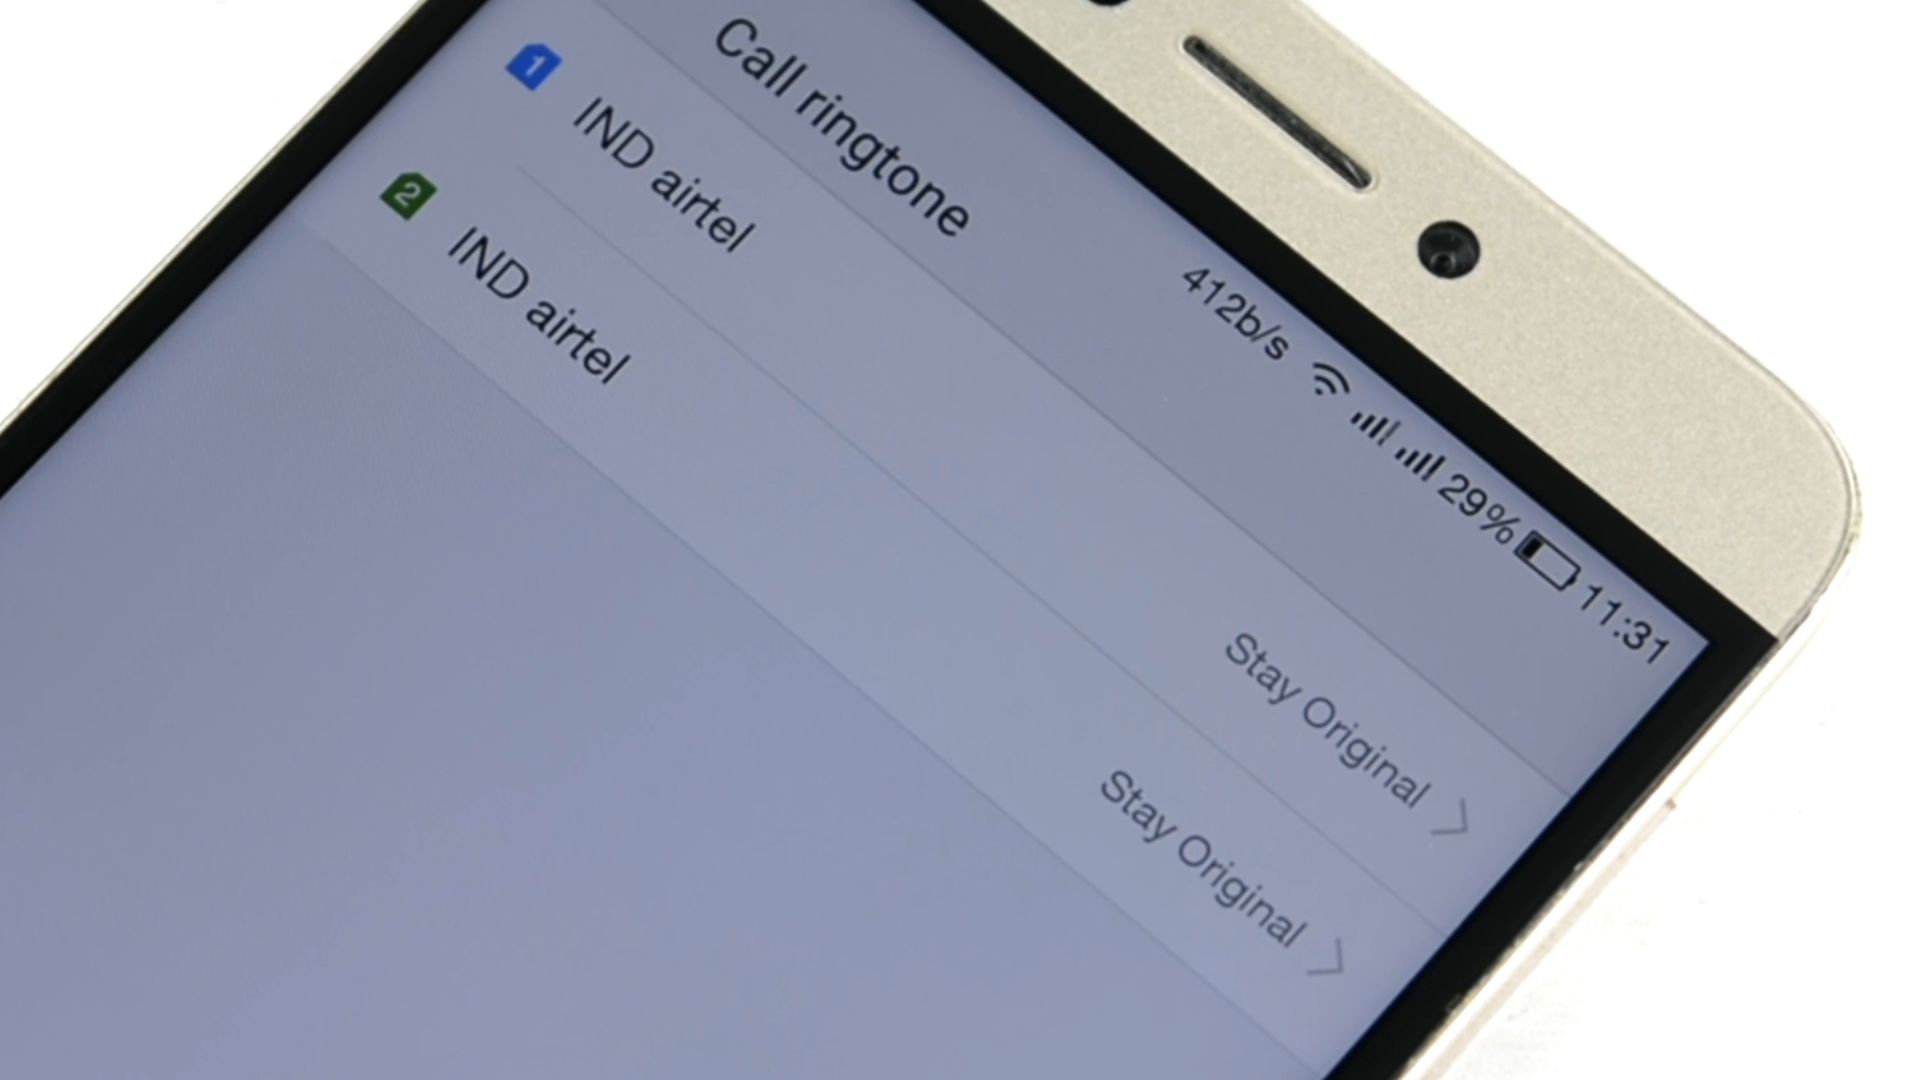 412b/s 29% 11:31
Call ringtone
1 IND airtel Stay Original
2 IND airtel Stay Original